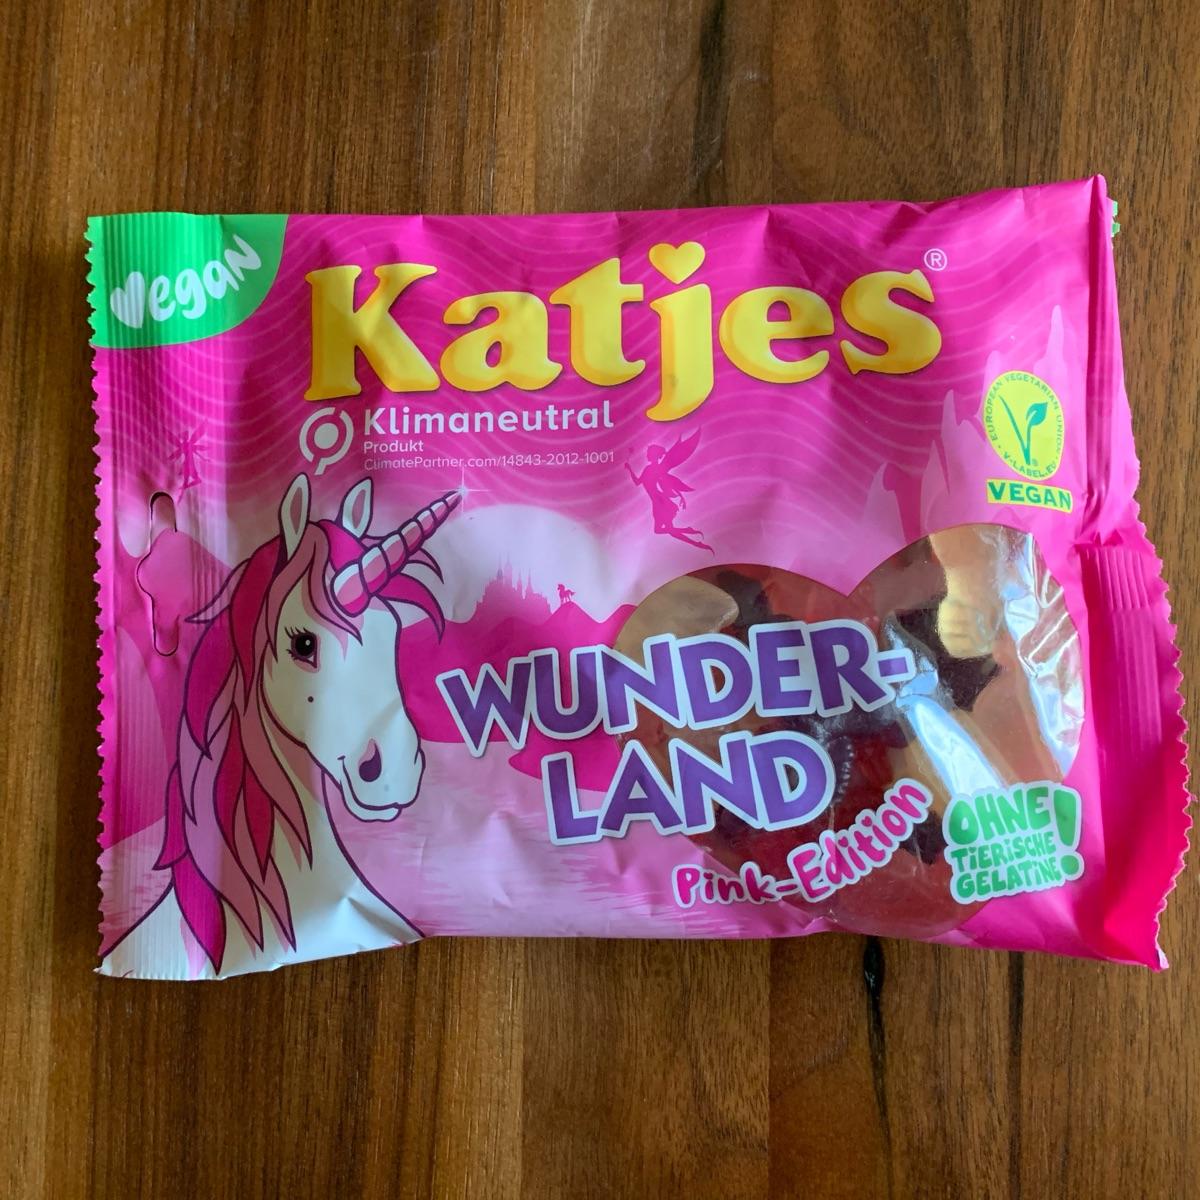 Vegan
Katjes®
Klimaneutral
Produkt
ClimatePartner.com/14843-2012-1001
• EUROPEAN VEGETARIAN UNION •
V-LABEL.EU
VEGAN
WUNDER-
LAND
Pink-Edition
OHNE
TIERISCHE
GELATINE!